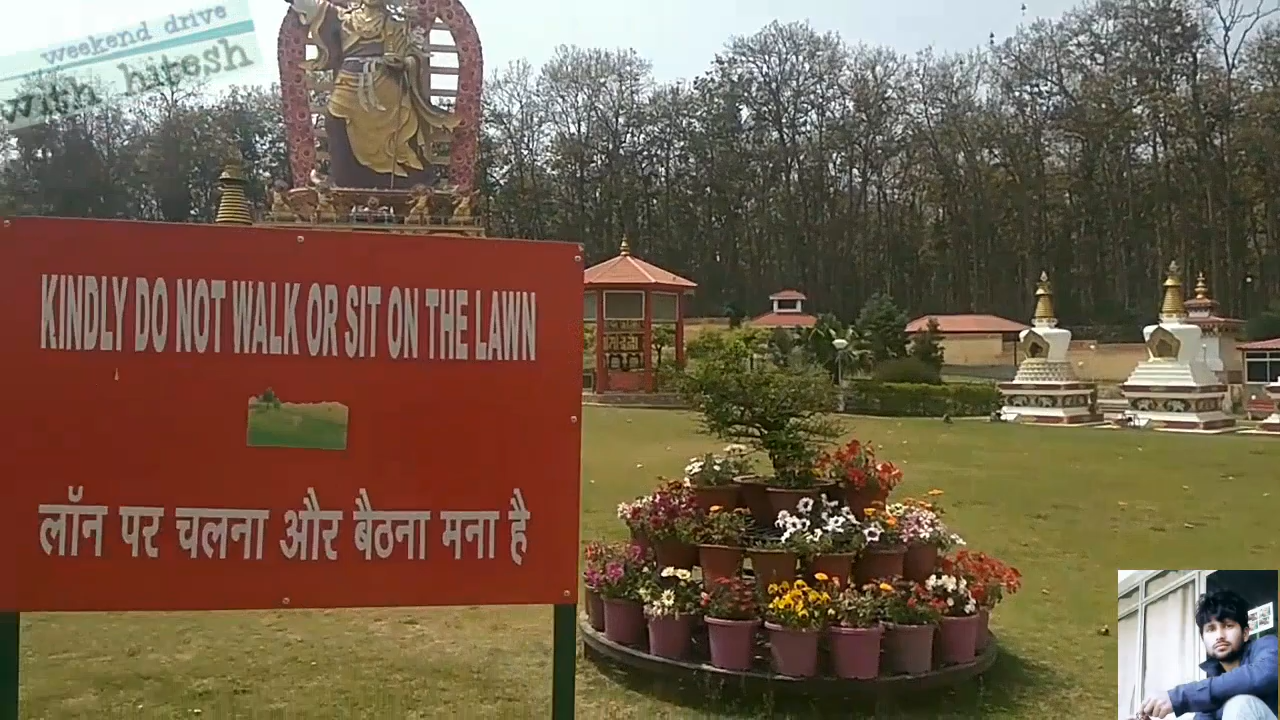 weekend drive
with hitesh
KINDLY DO NOT WALK OR SIT ON THE LAWN
लॉन पर चलना और बैठना मना है